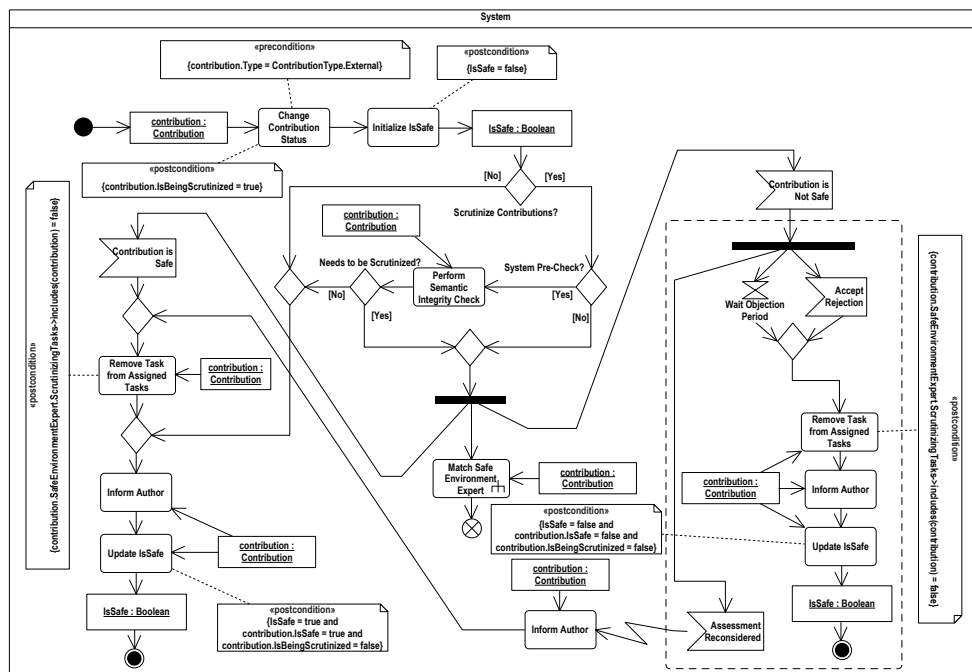 System
«precondition»
{contribution.Type = ContributionType.External}
«postcondition»
{IsSafe = false}
contribution :
Contribution
Change
Contribution
Status
Initialize IsSafe
IsSafe : Boolean
«postcondition»
{contribution.IsBeingScrutinized = true}
[No]
[Yes]
Scrutinize Contributions?
Contribution is
Not Safe
«postcondition»
{contribution.SafeEnvironmentExpert.ScrutinizingTasks->includes(contribution) = false}
Contribution is
Safe
contribution :
Contribution
Needs to be Scrutinized?
System Pre-Check?
Perform
Semantic
Integrity Check
[No]
[Yes]
[Yes]
[No]
Wait Objection
Period
Accept
Rejection
«postcondition»
{contribution.SafeEnvironmentExpert.ScrutinizingTasks->includes(contribution) = false}
Remove Task
from Assigned
Tasks
contribution :
Contribution
Remove Task
from Assigned
Tasks
Match Safe
Environment
Expert
contribution :
Contribution
contribution :
Contribution
Inform Author
Inform Author
«postcondition»
{IsSafe = false and
contribution.IsSafe = false and
contribution.IsBeingScrutinized = false}
Update IsSafe
Update IsSafe
contribution :
Contribution
contribution :
Contribution
IsSafe : Boolean
«postcondition»
{IsSafe = true and
contribution.IsSafe = true and
contribution.IsBeingScrutinized = false}
Inform Author
Assessment
Reconsidered
IsSafe : Boolean